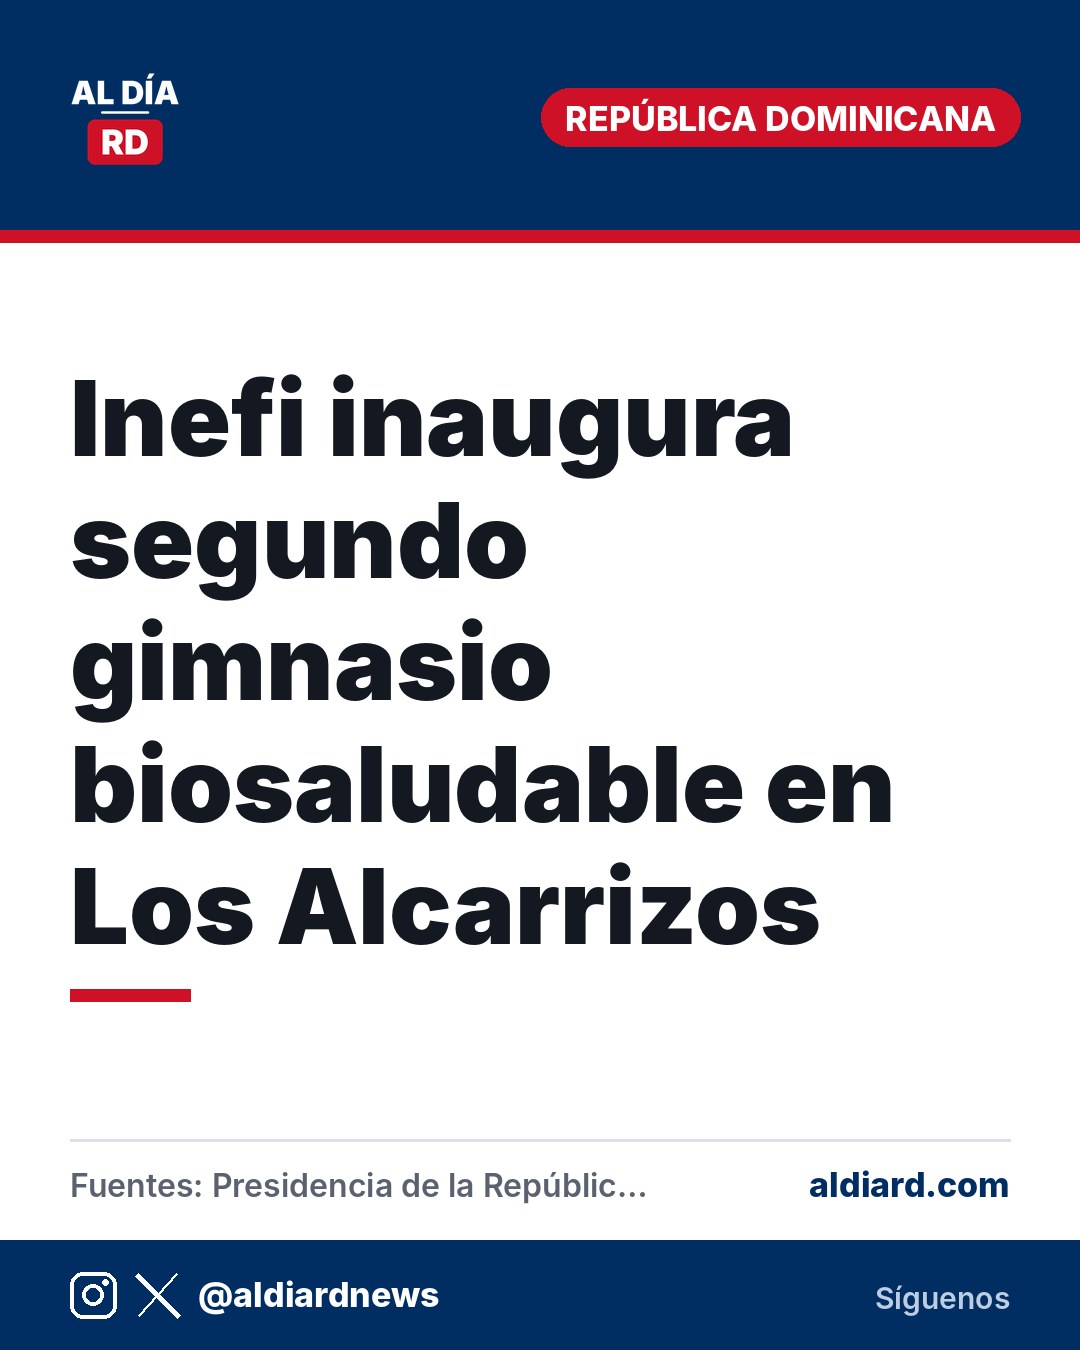 AL DÍA
RD
REPÚBLICA DOMINICANA
Inefi inaugura
segundo
gimnasio
biosaludable en
Los Alcarrizos
Fuentes: Presidencia de la Repúblic...
aldiard.com
@aldiardnews
Síguenos